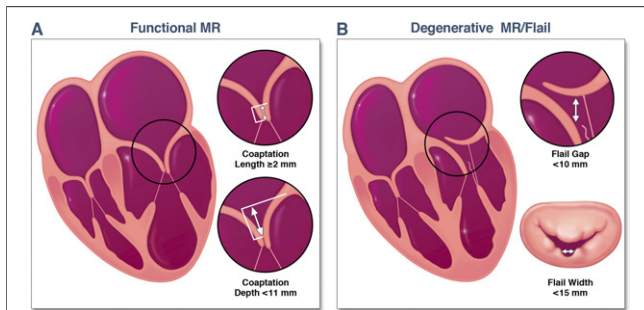 A Functional MR
Coaptation
Length ≥2 mm
Coaptation
Depth <11 mm
B Degenerative MR/Flail
Flail Gap
<10 mm
Flail Width
<15 mm